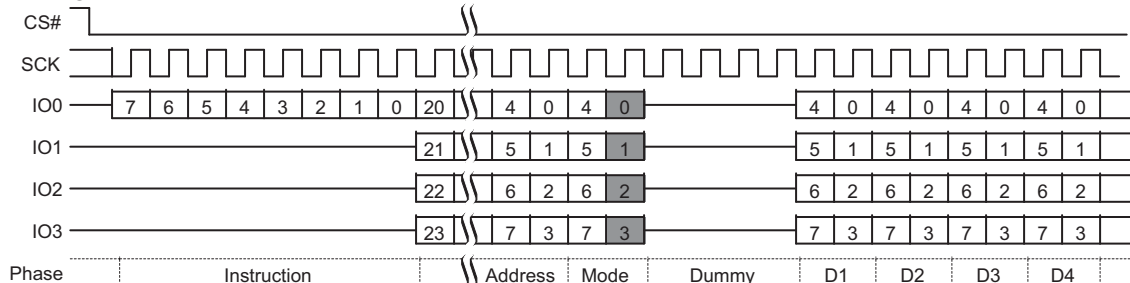 CS#
SCK
IO0 7 6 5 4 3 2 1 0 20 4 0 4 0 4 0 4 0 4 0 4 0
IO1 21 5 1 5 1 5 1 5 1 5 1 5 1
IO2 22 6 2 6 2 6 2 6 2 6 2 6 2
IO3 23 7 3 7 3 7 3 7 3 7 3 7 3
Phase Instruction Address Mode Dummy D1 D2 D3 D4